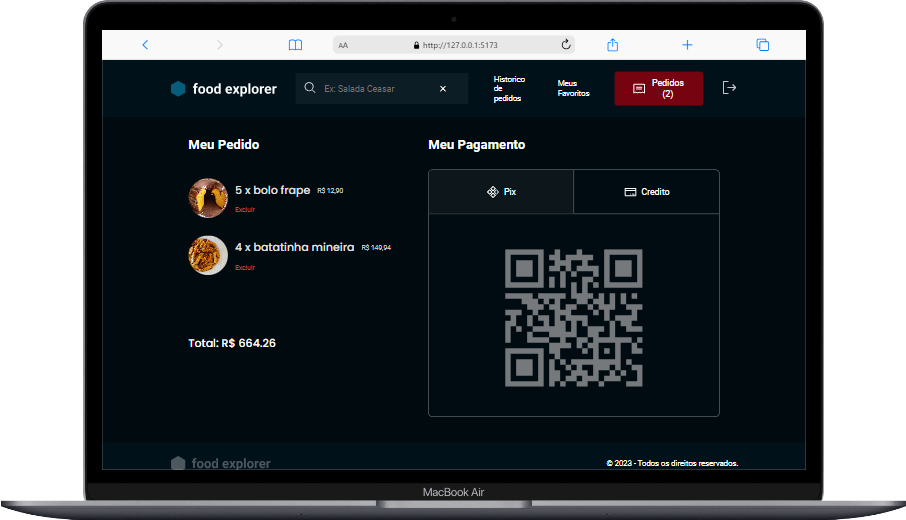 AA
http://127.0.0.1:5173
food explorer
Ex: Salada Ceasar
Historico
de
pedidos
Meus
Favoritos
Pedidos
(2)
Meu Pedido
5 x bolo frape R$ 12,90
Excluir
4 x batatinha mineira R$ 149,94
Excluir
Total: R$ 664.26
Meu Pagamento
Pix
Credito
food explorer
© 2023 - Todos os direitos reservados.
MacBook Air